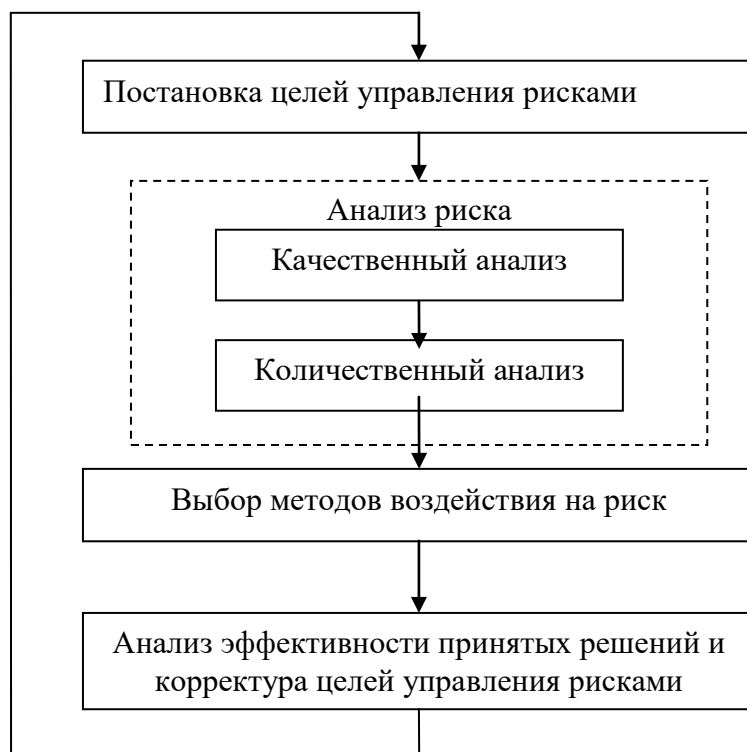 Постановка целей управления рисками
Анализ риска
Качественный анализ
Количественный анализ
Выбор методов воздействия на риск
Анализ эффективности принятых решений и
корректура целей управления рисками